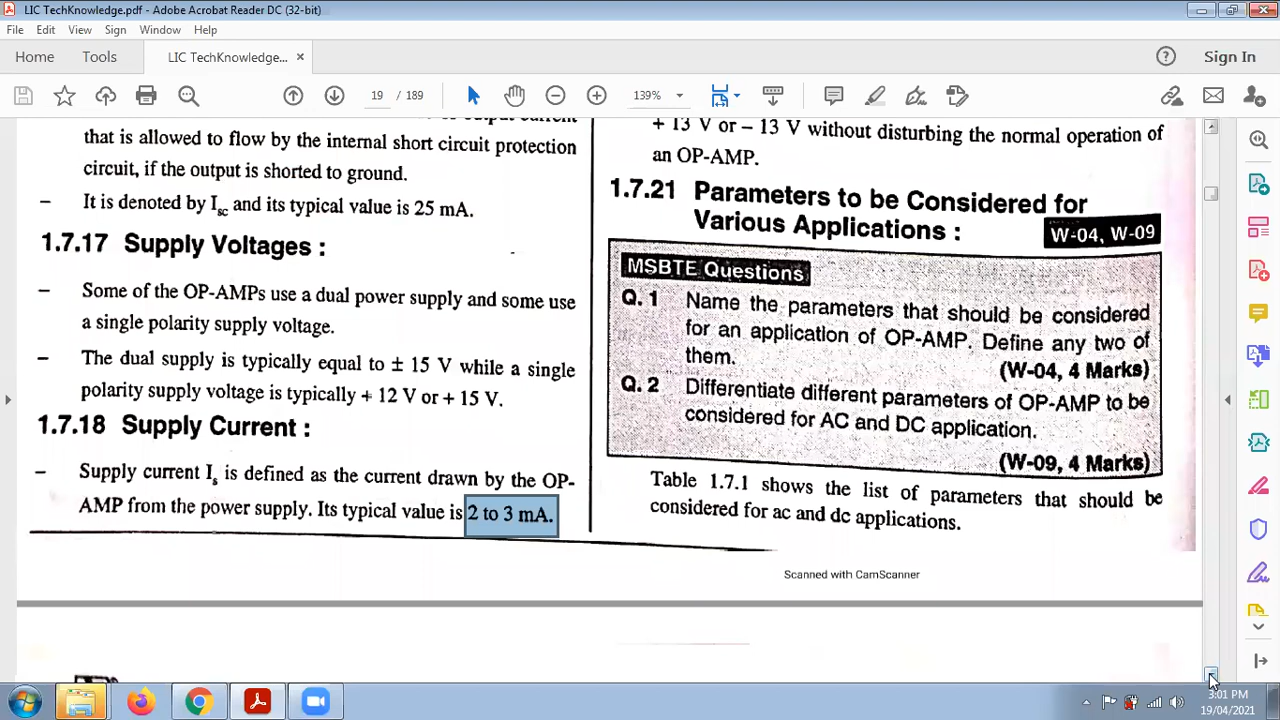 LIC TechKnowledge.pdf - Adobe Acrobat Reader DC (32-bit)
File Edit View Sign Window Help
Home Tools LIC TechKnowledge... × Sign In
19 / 189 139%
that is allowed to flow by the internal short circuit protection
circuit, if the output is shorted to ground.
– It is denoted by Isc and its typical value is 25 mA.
1.7.17 Supply Voltages :
– Some of the OP-AMPs use a dual power supply and some use
a single polarity supply voltage.
– The dual supply is typically equal to ± 15 V while a single
polarity supply voltage is typically + 12 V or + 15 V.
1.7.18 Supply Current :
– Supply current Is is defined as the current drawn by the OP-
AMP from the power supply. Its typical value is 2 to 3 mA.
+ 13 V or – 13 V without disturbing the normal operation of
an OP-AMP.
1.7.21 Parameters to be Considered for
Various Applications :
W-04, W-09
MSBTE Questions
Q. 1 Name the parameters that should be considered
for an application of OP-AMP. Define any two of
them. (W-04, 4 Marks)
Q. 2 Differentiate different parameters of OP-AMP to be
considered for AC and DC application.
(W-09, 4 Marks)
Table 1.7.1 shows the list of parameters that should be
considered for ac and dc applications.
Scanned with CamScanner
3:01 PM
19/04/2021